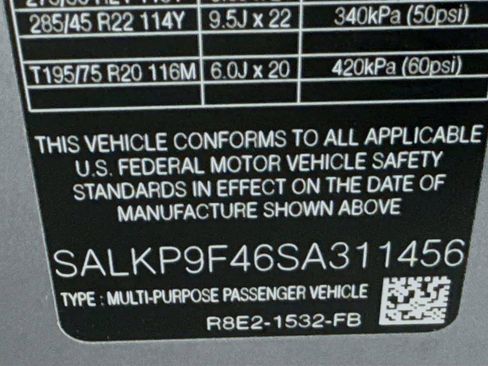 285/45 R22 114Y 9.5J x 22 340kPa (50psi)
T195/75 R20 116M 6.0J x 20 420kPa (60psi)
THIS VEHICLE CONFORMS TO ALL APPLICABLE
U.S. FEDERAL MOTOR VEHICLE SAFETY
STANDARDS IN EFFECT ON THE DATE OF
MANUFACTURE SHOWN ABOVE
SALKP9F46SA311456
TYPE : MULTI-PURPOSE PASSENGER VEHICLE
R8E2-1532-FB